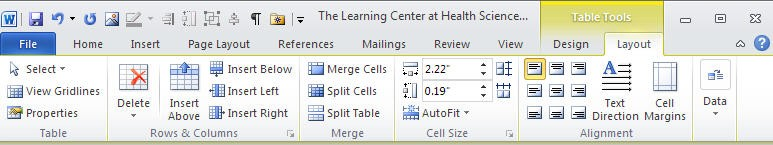 The Learning Center at Health Science...
Table Tools
File Home Insert Page Layout References Mailings Review View Design Layout
Select
View Gridlines
Properties
Table
Delete
Insert Above
Insert Below
Insert Left
Insert Right
Rows & Columns
Merge Cells
Split Cells
Split Table
Merge
2.22"
0.19"
AutoFit
Cell Size
Text Direction
Cell Margins
Alignment
Data